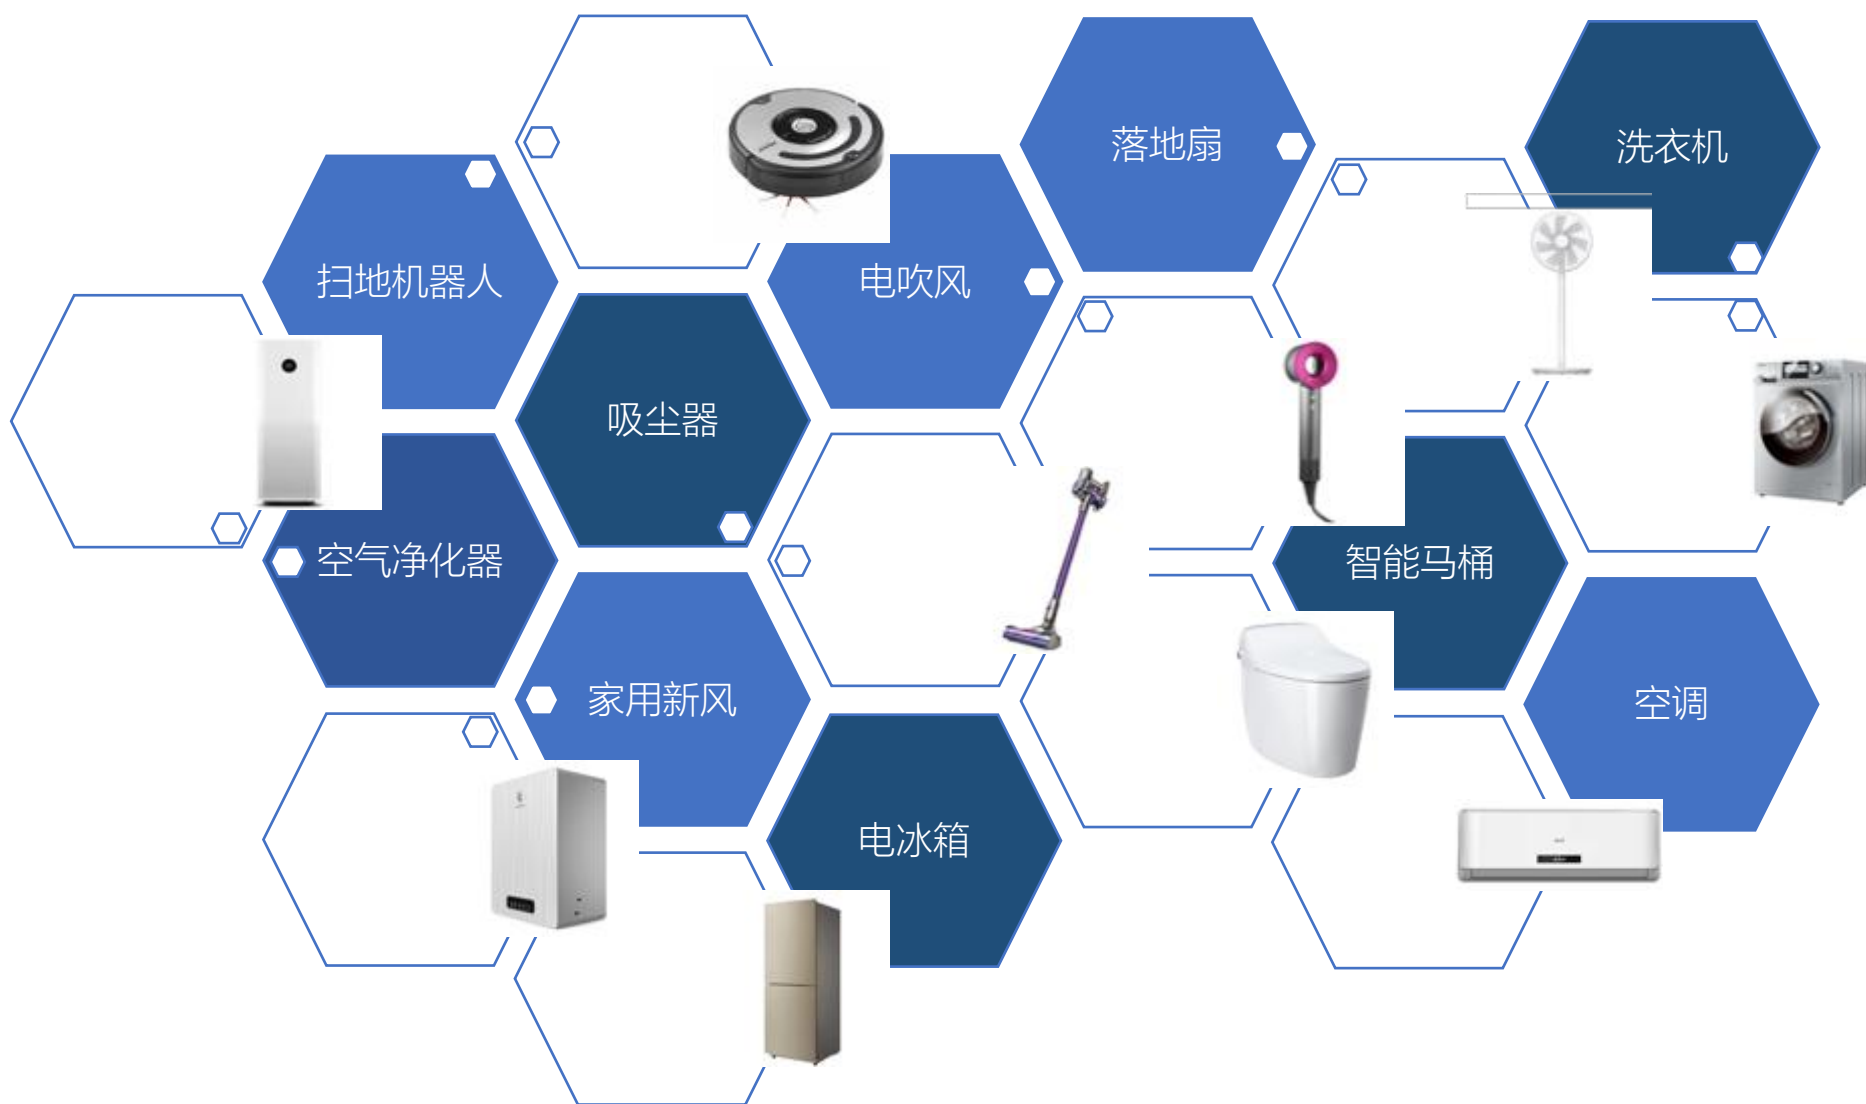 落地扇
洗衣机
扫地机器人
电吹风
吸尘器
空气净化器
智能马桶
家用新风
空调
电冰箱